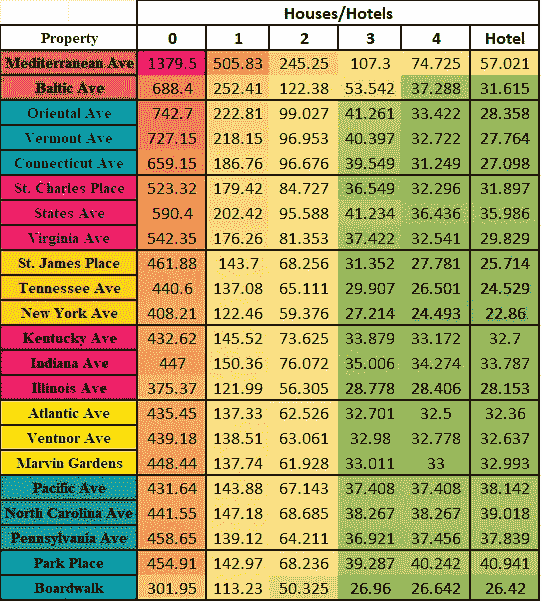 Houses/Hotels
Property 0 1 2 3 4 Hotel
Mediterranean Ave 1379.5 505.83 245.25 107.3 74.725 57.021
Baltic Ave 688.4 252.41 122.38 53.542 37.288 31.615
Oriental Ave 742.7 222.81 99.027 41.261 33.422 28.358
Vermont Ave 727.15 218.15 96.953 40.397 32.722 27.764
Connecticut Ave 659.15 186.76 96.676 39.549 31.249 27.098
St. Charles Place 523.32 179.42 84.727 36.549 32.296 31.897
States Ave 590.4 202.42 95.588 41.234 36.436 35.986
Virginia Ave 542.35 176.26 81.353 37.422 32.541 29.829
St. James Place 461.88 143.7 68.256 31.352 27.781 25.714
Tennessee Ave 440.6 137.08 65.111 29.907 26.501 24.529
New York Ave 408.21 122.46 59.376 27.214 24.493 22.86
Kentucky Ave 432.62 145.52 73.625 33.879 33.172 32.7
Indiana Ave 447 150.36 76.072 35.006 34.274 33.787
Illinois Ave 375.37 121.99 56.305 28.778 28.406 28.153
Atlantic Ave 435.45 137.33 62.526 32.701 32.5 32.36
Ventnor Ave 439.18 138.51 63.061 32.98 32.778 32.637
Marvin Gardens 448.44 137.74 61.928 33.011 33 32.993
Pacific Ave 431.64 143.88 67.143 37.408 37.408 38.142
North Carolina Ave 441.55 147.18 68.685 38.267 38.267 39.018
Pennsylvania Ave 458.65 139.12 64.211 36.921 37.456 37.839
Park Place 454.91 142.97 68.236 39.287 40.242 40.941
Boardwalk 301.95 113.23 50.325 26.96 26.642 26.42